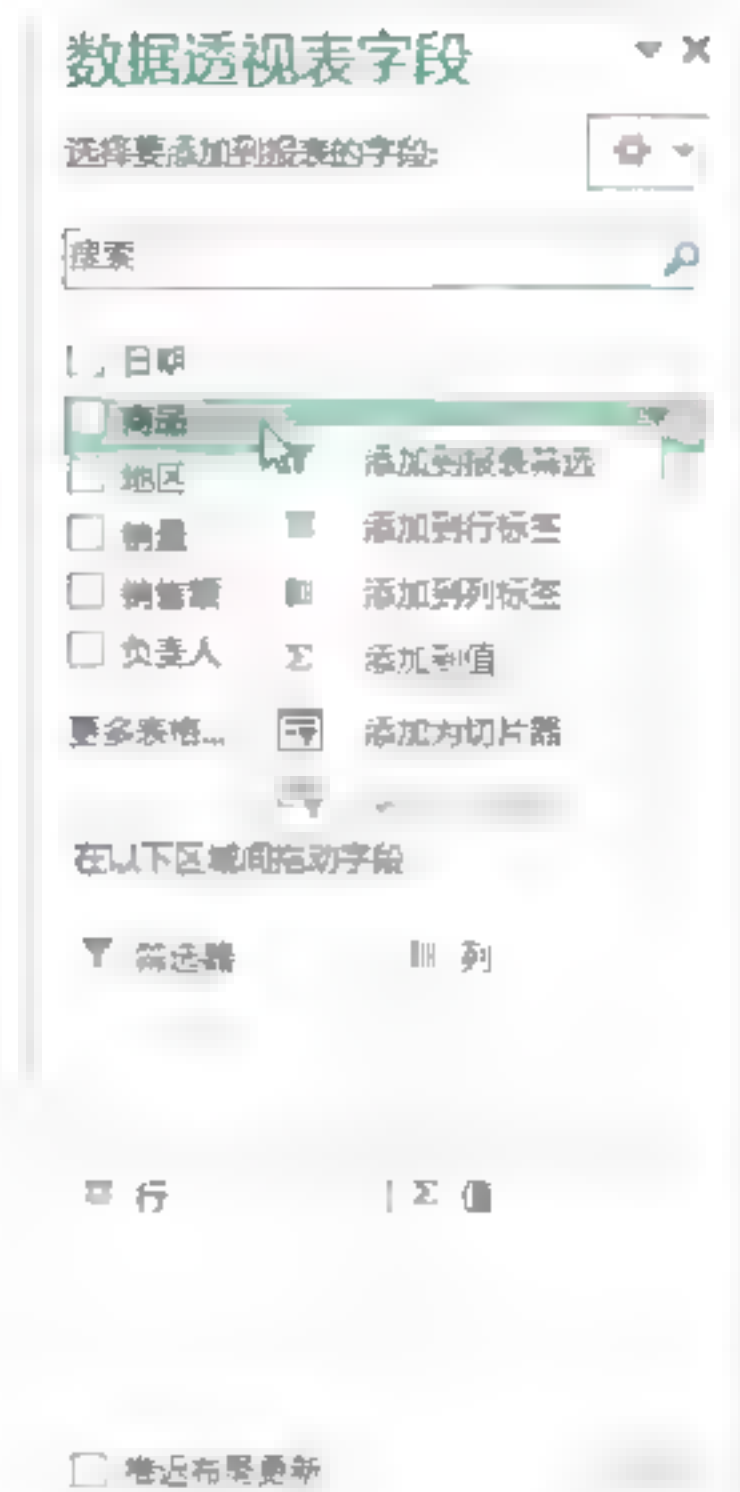 数据透视表字段
选择要添加到报表的字段:
搜索
日期
商品
地区
添加到报表筛选
销量
添加到行标签
销售额
添加到列标签
负责人
Σ 添加到值
更多表格...
添加为切片器
在以下区域间拖动字段
筛选器
列
行
Σ 值
推迟布局更新